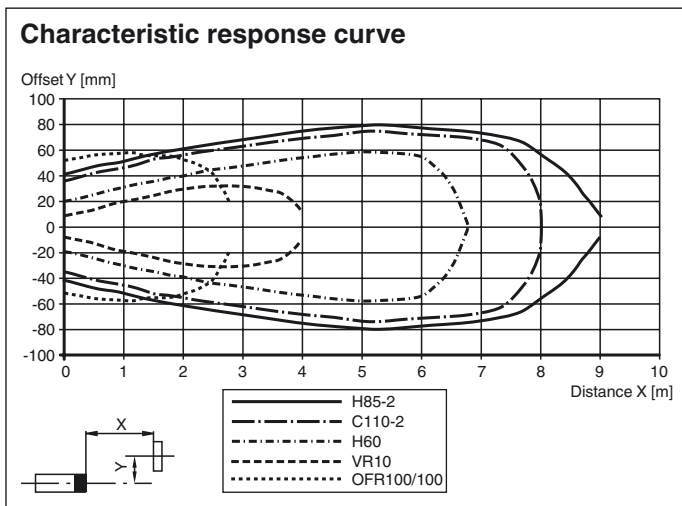 Characteristic response curve
Offset Y [mm]
100
80
60
40
20
0
-20
-40
-60
-80
-100
0 1 2 3 4 5 6 7 8 9 10
Distance X [m]
H85-2
C110-2
H60
VR10
OFR100/100
X
Y